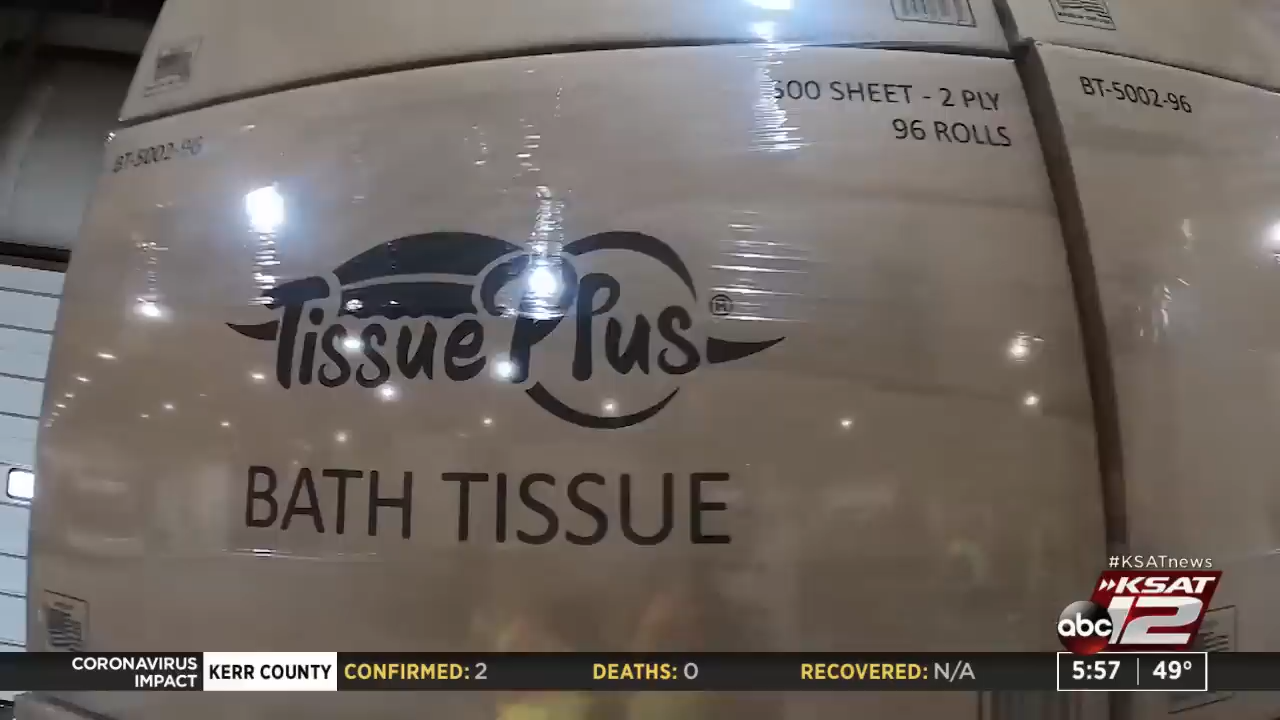 500 SHEET - 2 PLY
96 ROLLS
BT-5002-96
BT-5002-96
Tissue Plus ®
BATH TISSUE
#KSATnews
KSAT
abc 12
CORONAVIRUS
IMPACT
KERR COUNTY
CONFIRMED: 2
DEATHS: 0
RECOVERED: N/A
5:57
49°